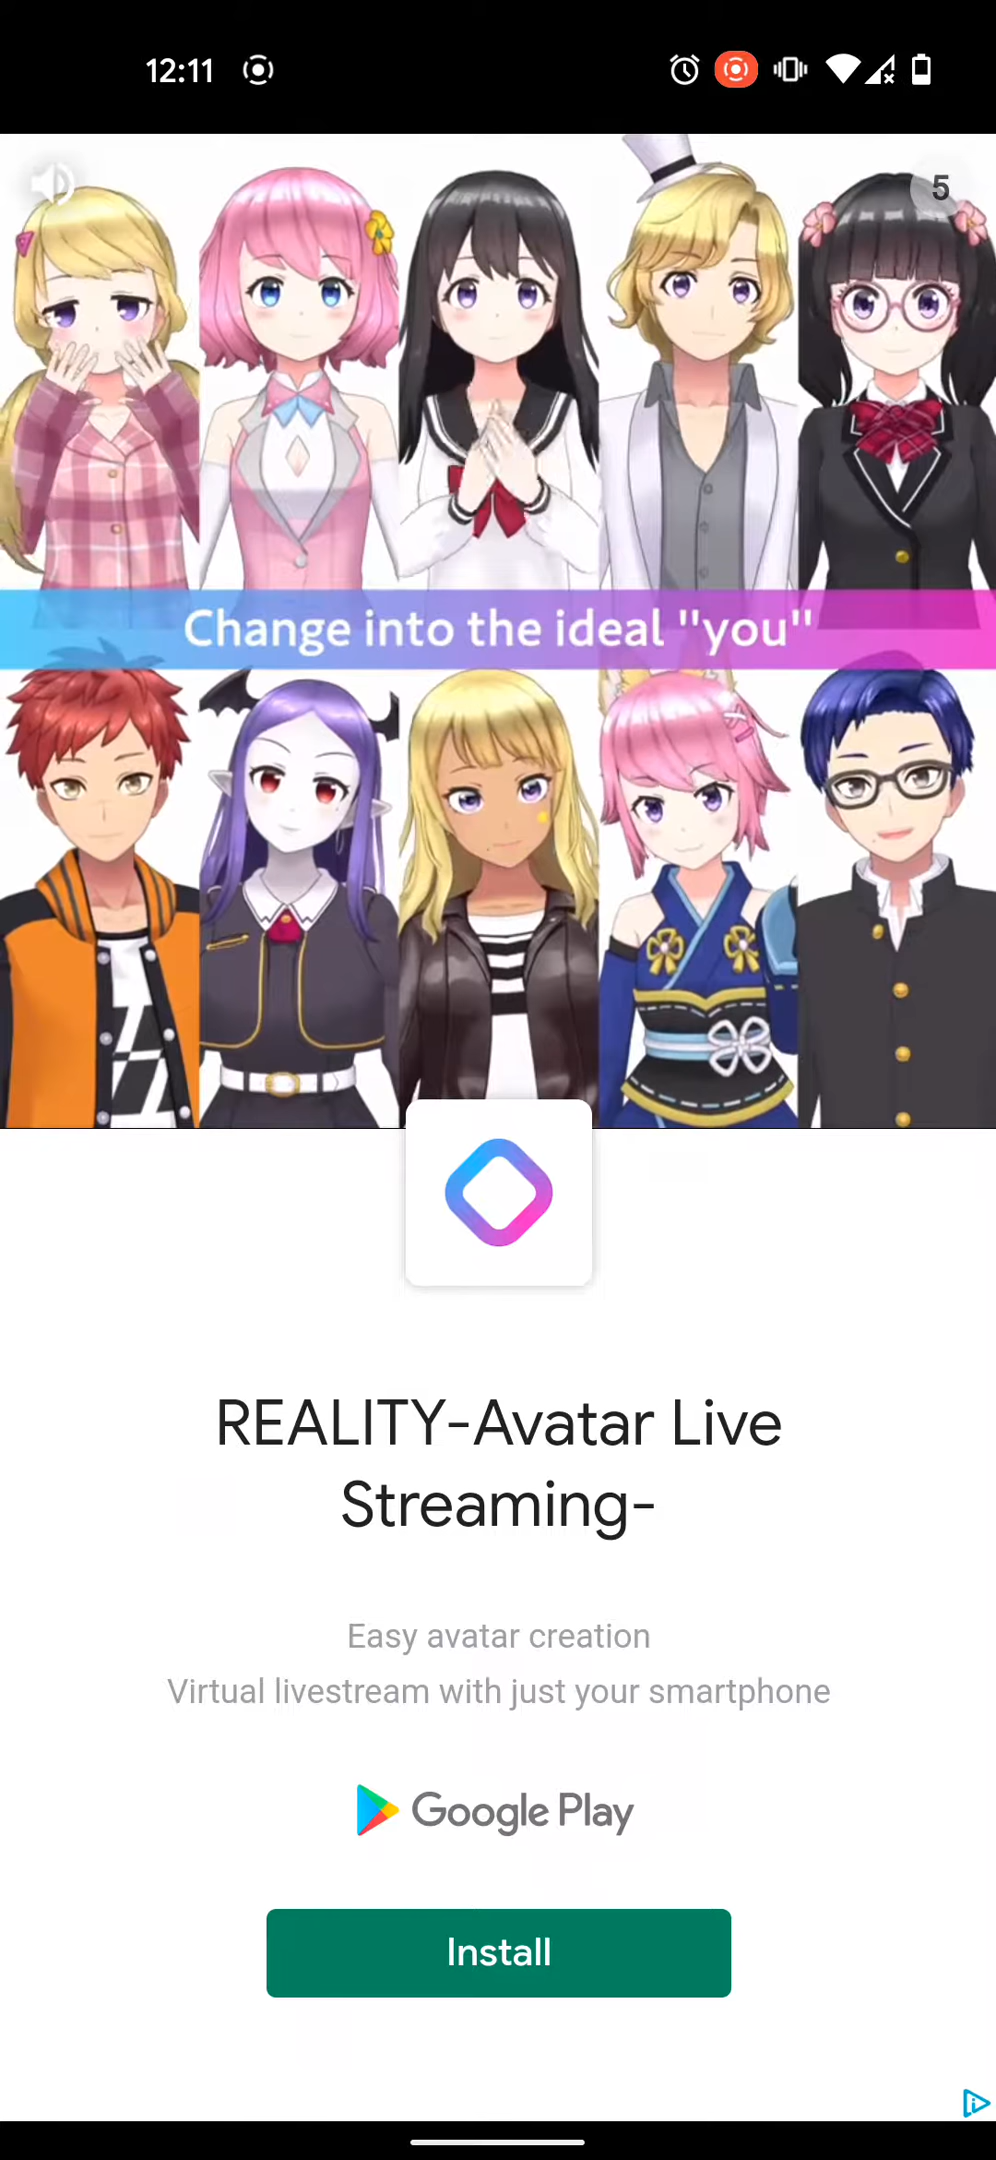 12:11
5
Change into the ideal "you"
REALITY-Avatar Live
Streaming-
Easy avatar creation
Virtual livestream with just your smartphone
Google Play
Install